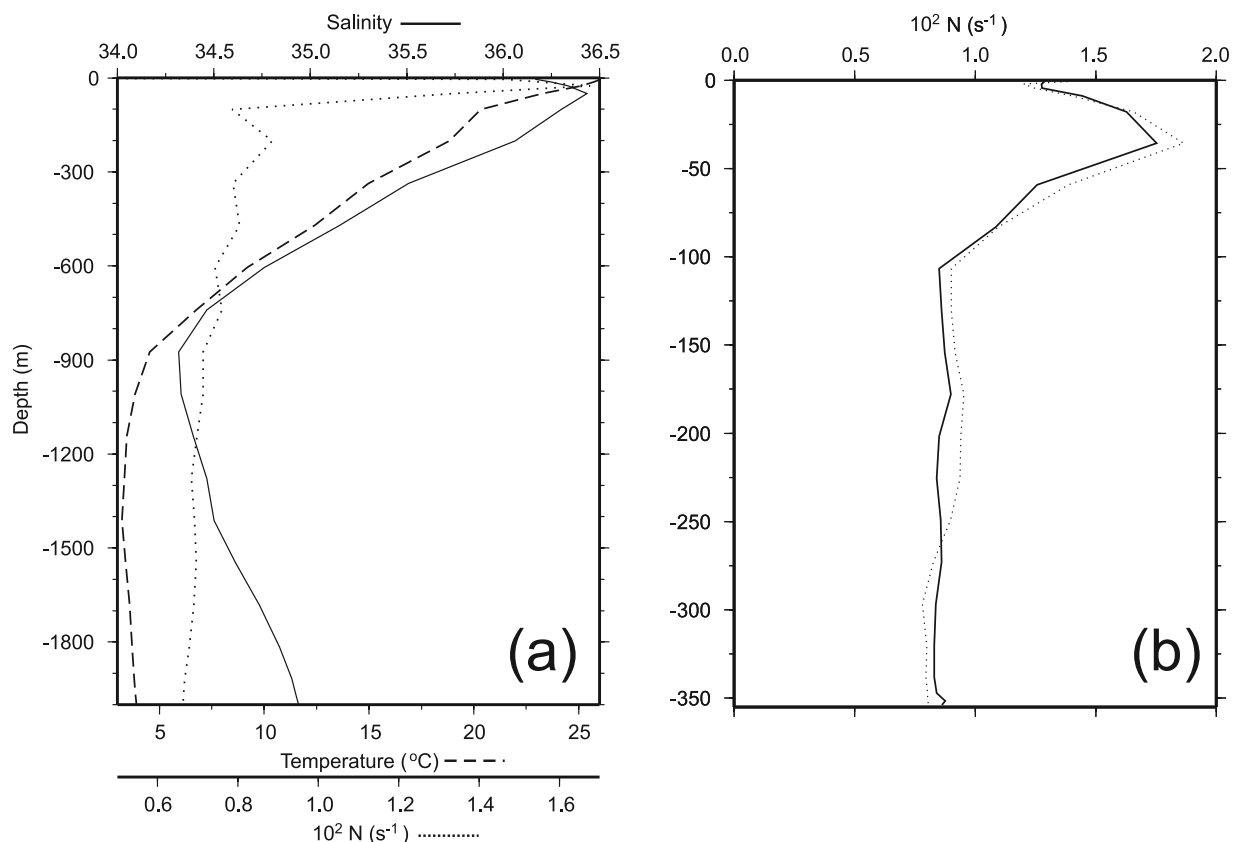 Salinity
34.0 34.5 35.0 35.5 36.0 36.5
0
-300
-600
-900
-1200
-1500
-1800
Depth (m)
(a)
5 10 15 20 25
Temperature (°C)
0.6 0.8 1.0 1.2 1.4 1.6
10² N (s⁻¹)
10² N (s⁻¹)
0.0 0.5 1.0 1.5 2.0
0
-50
-100
-150
-200
-250
-300
-350
(b)